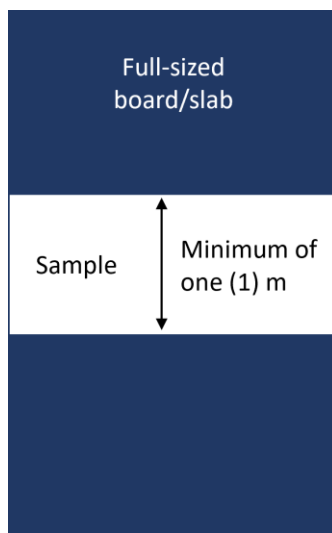 Full-sized
board/slab
Sample
Minimum of
one (1) m